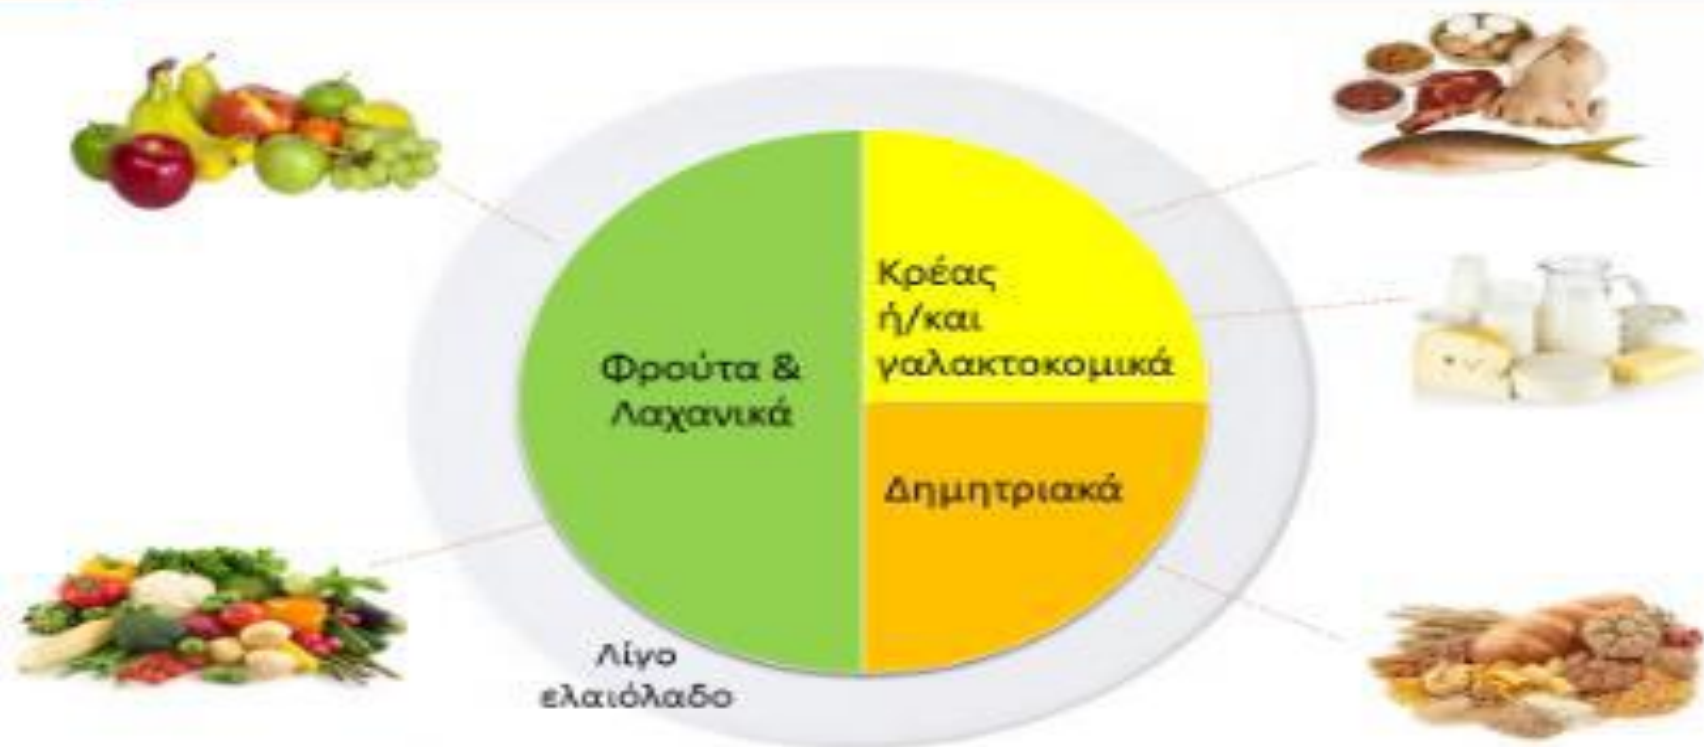 Φρούτα &
Λαχανικά
Κρέας
ή/και
γαλακτοκομικά
Δημητριακά
Λίγο
ελαιόλαδο